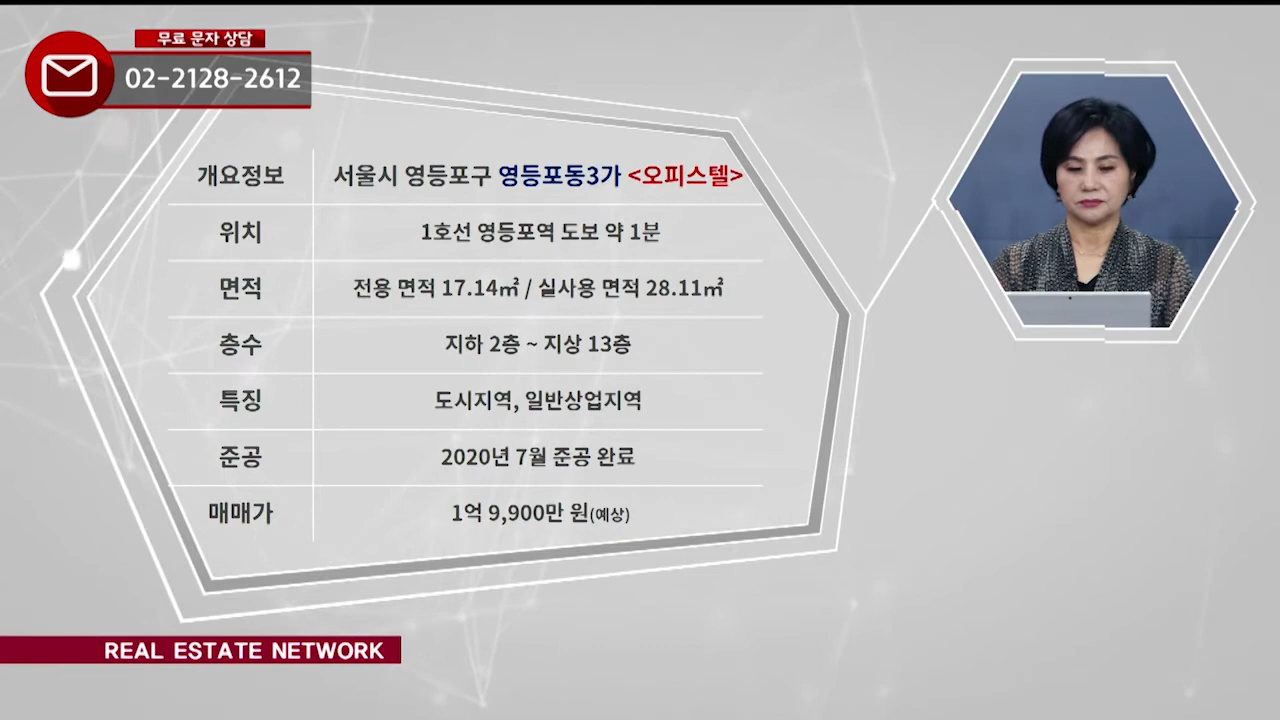 무료 문자 상담
02-2128-2612
개요정보 서울시 영등포구 영등포동3가 <오피스텔>
위치 1호선 영등포역 도보 약 1분
면적 전용 면적 17.14㎡ / 실사용 면적 28.11㎡
층수 지하 2층 ~ 지상 13층
특징 도시지역, 일반상업지역
준공 2020년 7월 준공 완료
매매가 1억 9,900만 원(예상)
REAL ESTATE NETWORK